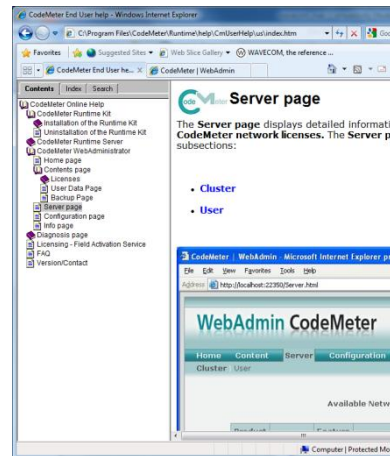 CodeMeter End User help - Windows Internet Explorer
C:\Program Files\CodeMeter\Runtime\help\CmUserHelp\us\index.htm
Goo
Favorites Suggested Sites Web Slice Gallery WAVECOM, the reference ...
CodeMeter End User he... X CodeMeter | WebAdmin
Contents Index Search
CodeMeter Online Help
CodeMeter Runtime Kit
Installation of the Runtime Kit
Uninstallation of the Runtime Kit
CodeMeter Runtime Server
CodeMeter WebAdministrator
Home page
Contents page
Licenses
User Data Page
Backup Page
Server page
Configuration page
Info page
Diagnosis page
Licensing - Field Activation Service
FAQ
Version/Contact
Server page
The Server page displays detailed informati
CodeMeter network licenses. The Server p
subsections:
• Cluster
• User
CodeMeter | WebAdmin - Microsoft Internet Explorer pr
File Edit View Favorites Tools Help
Address http://localhost:22350/Server.html
WebAdmin CodeMeter
Home Content Server Configuration
Cluster User
Available Netw
Product Feature
Computer | Protected Mo